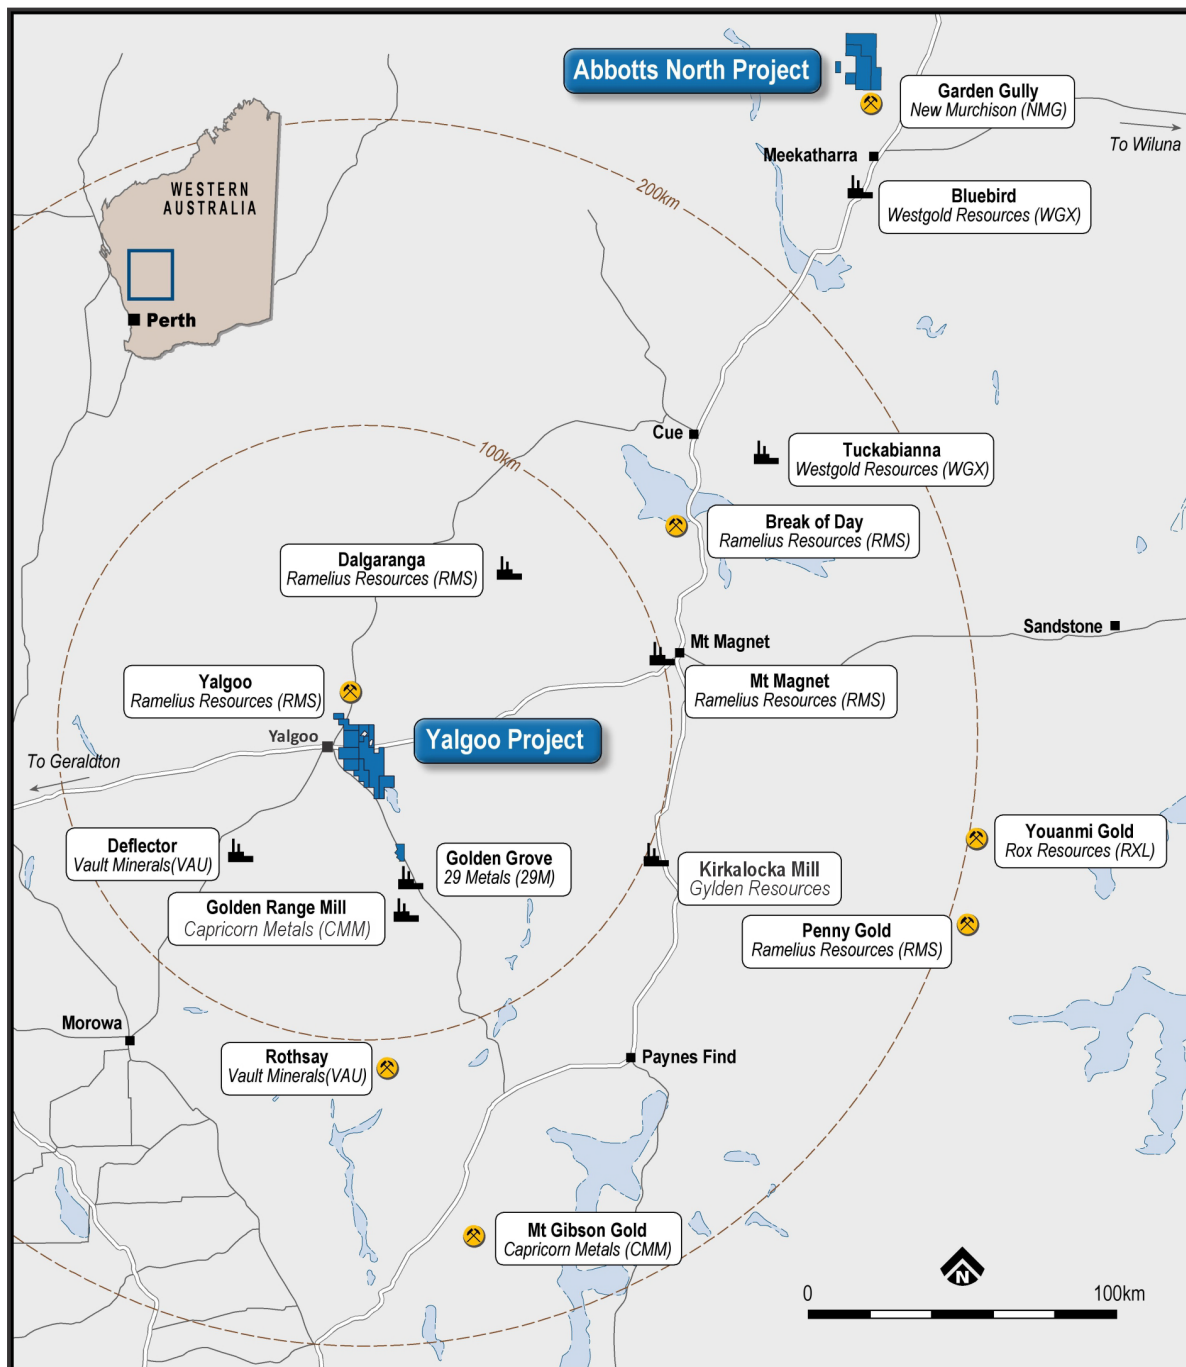 Abbotts North Project
Garden Gully
New Murchison (NMG)
To Wiluna
Meekatharra
Bluebird
Westgold Resources (WGX)
200km
WESTERN
AUSTRALIA
Perth
Cue
Tuckabianna
Westgold Resources (WGX)
100km
Break of Day
Ramelius Resources (RMS)
Dalgaranga
Ramelius Resources (RMS)
Sandstone
Mt Magnet
Mt Magnet
Ramelius Resources (RMS)
Yalgoo
Ramelius Resources (RMS)
Yalgoo
Yalgoo Project
To Geraldton
Deflector
Vault Minerals(VAU)
Golden Grove
29 Metals (29M)
Kirkalocka Mill
Gylden Resources
Youanmi Gold
Rox Resources (RXL)
Golden Range Mill
Capricorn Metals (CMM)
Penny Gold
Ramelius Resources (RMS)
Morowa
Rothsay
Vault Minerals(VAU)
Paynes Find
Mt Gibson Gold
Capricorn Metals (CMM)
N
0 100km